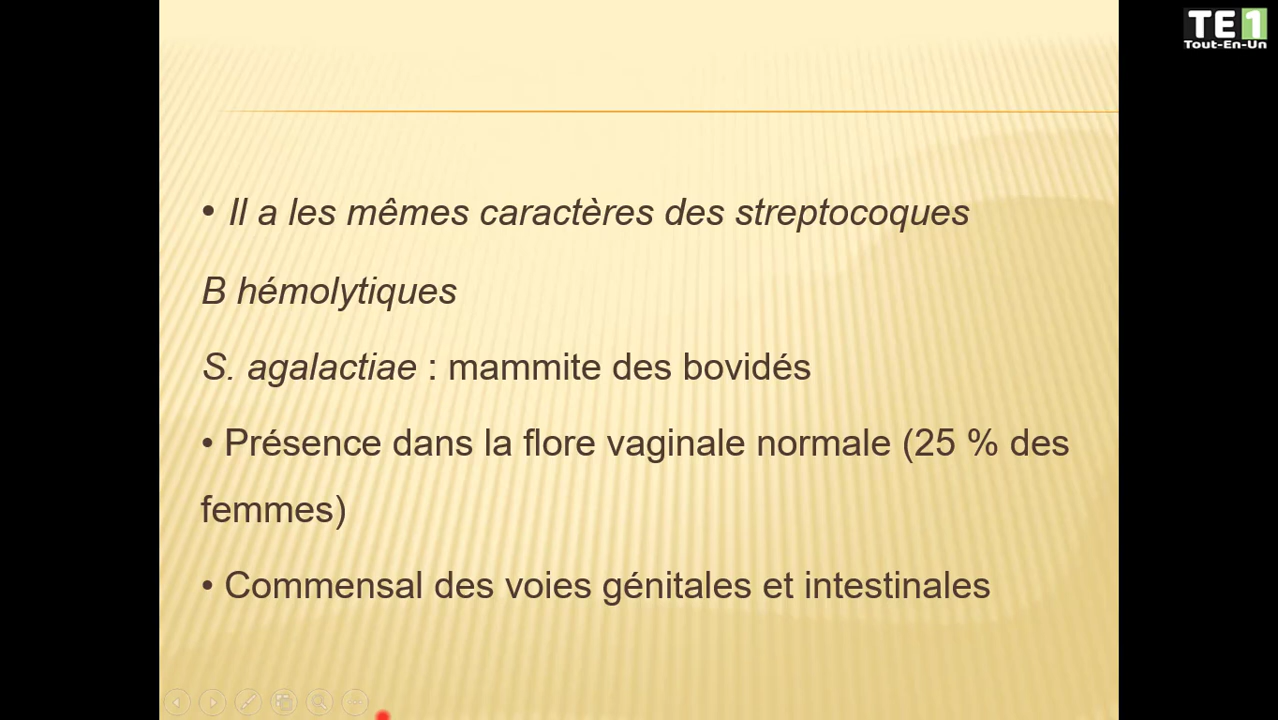 TE1
Tout-En-Un
• Il a les mêmes caractères des streptocoques
B hémolytiques
S. agalactiae : mammite des bovidés
• Présence dans la flore vaginale normale (25 % des
femmes)
• Commensal des voies génitales et intestinales